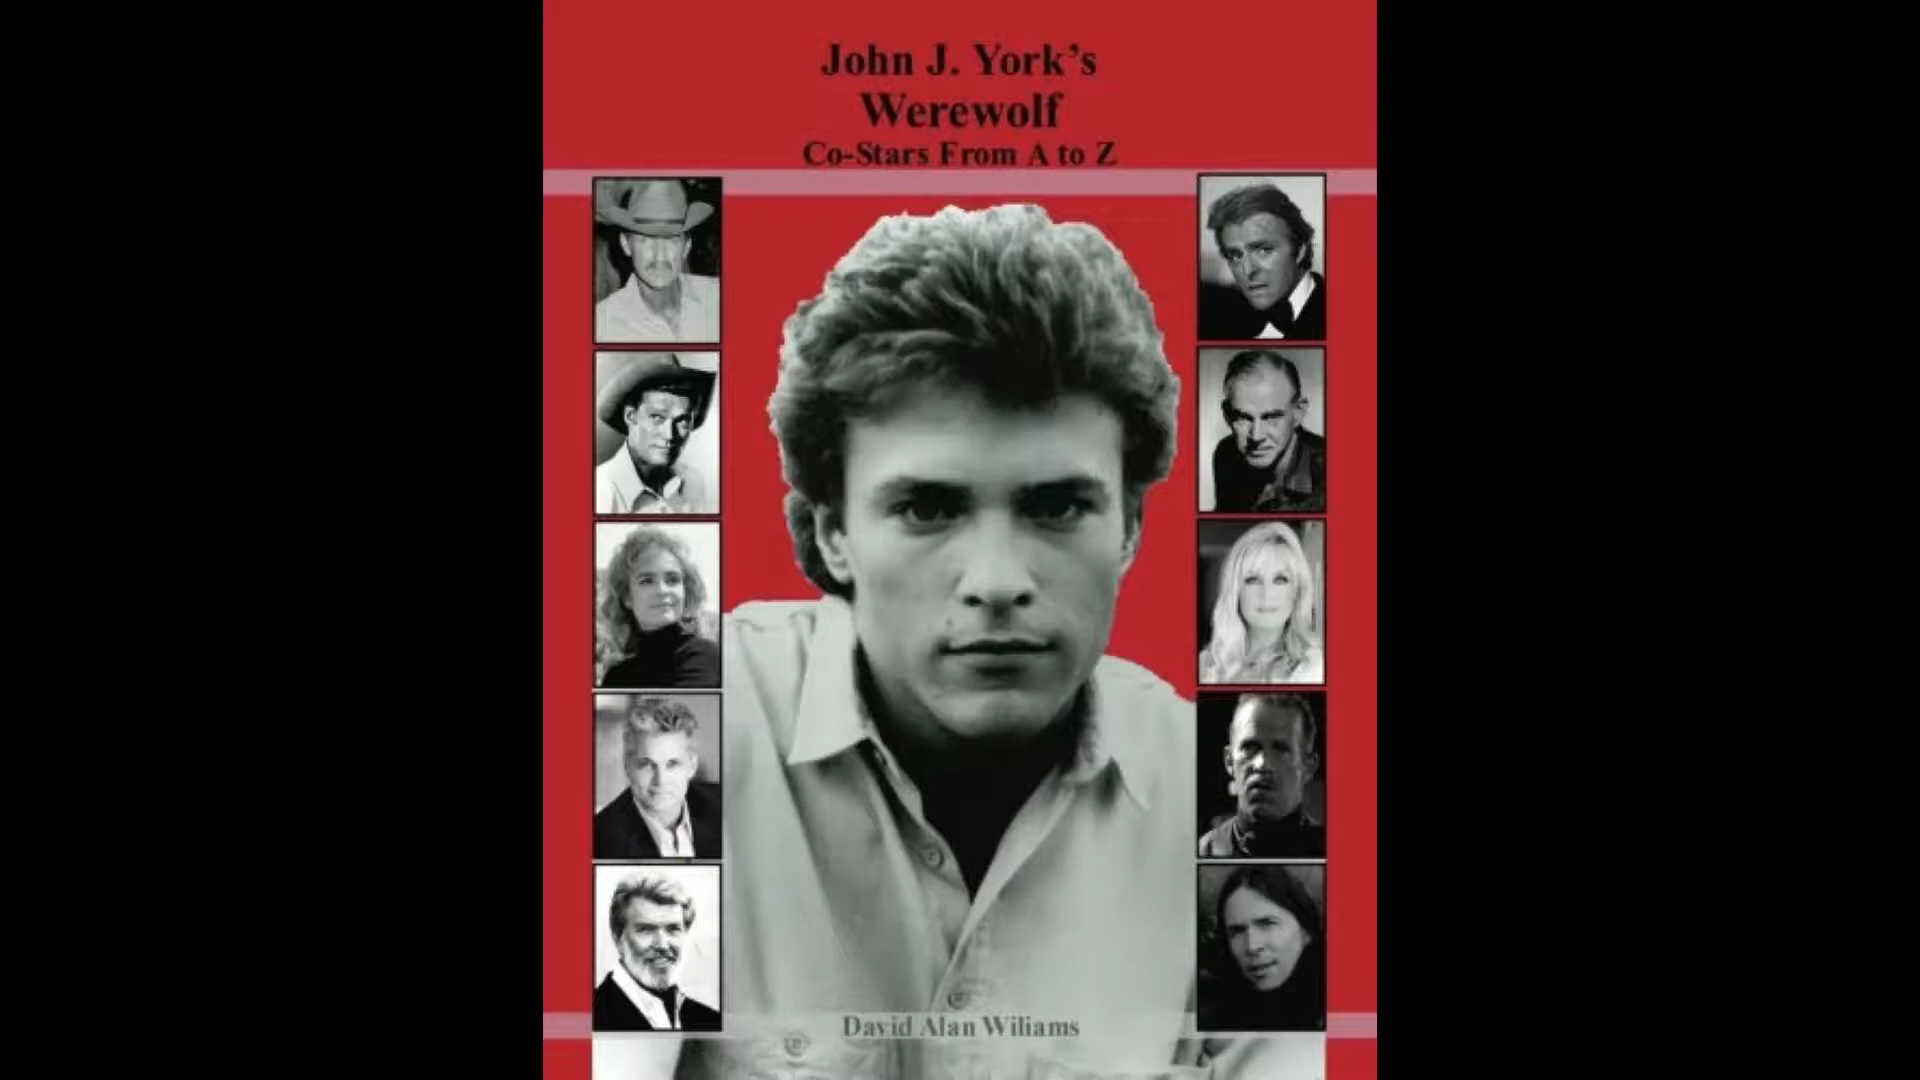 John J. York’s
Werewolf
Co-Stars From A to Z
David Alan Wiliams